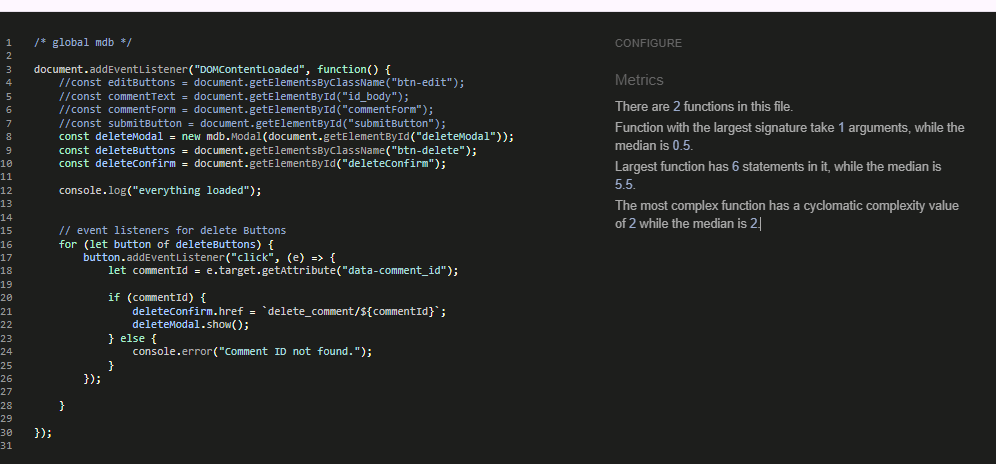 1 /* global mdb */
2
3 document.addEventListener("DOMContentLoaded", function() {
4     //const editButtons = document.getElementsByClassName("btn-edit");
5     //const commentText = document.getElementById("id_body");
6     //const commentForm = document.getElementById("commentForm");
7     //const submitButton = document.getElementById("submitButton");
8     const deleteModal = new mdb.Modal(document.getElementById("deleteModal"));
9     const deleteButtons = document.getElementsByClassName("btn-delete");
10     const deleteConfirm = document.getElementById("deleteConfirm");
11
12     console.log("everything loaded");
13
14
15     // event listeners for delete Buttons
16     for (let button of deleteButtons) {
17         button.addEventListener("click", (e) => {
18             let commentId = e.target.getAttribute("data-comment_id");
19
20             if (commentId) {
21                 deleteConfirm.href = `delete_comment/${commentId}`;
22                 deleteModal.show();
23             } else {
24                 console.error("Comment ID not found.");
25             }
26         });
27
28     }
29
30 });
31
CONFIGURE
Metrics
There are 2 functions in this file.
Function with the largest signature take 1 arguments, while the
median is 0.5.
Largest function has 6 statements in it, while the median is
5.5.
The most complex function has a cyclomatic complexity value
of 2 while the median is 2.